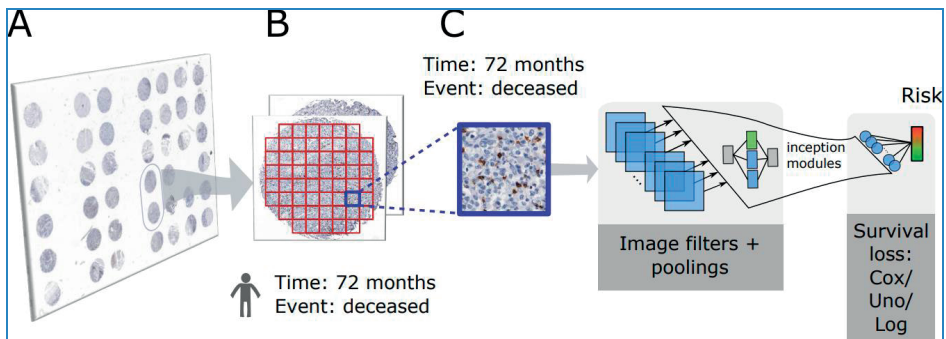 A
B
C
Time: 72 months
Event: deceased
Risk
inception
modules
Image filters +
poolings
Survival
loss:
Cox/
Uno/
Log
Time: 72 months
Event: deceased